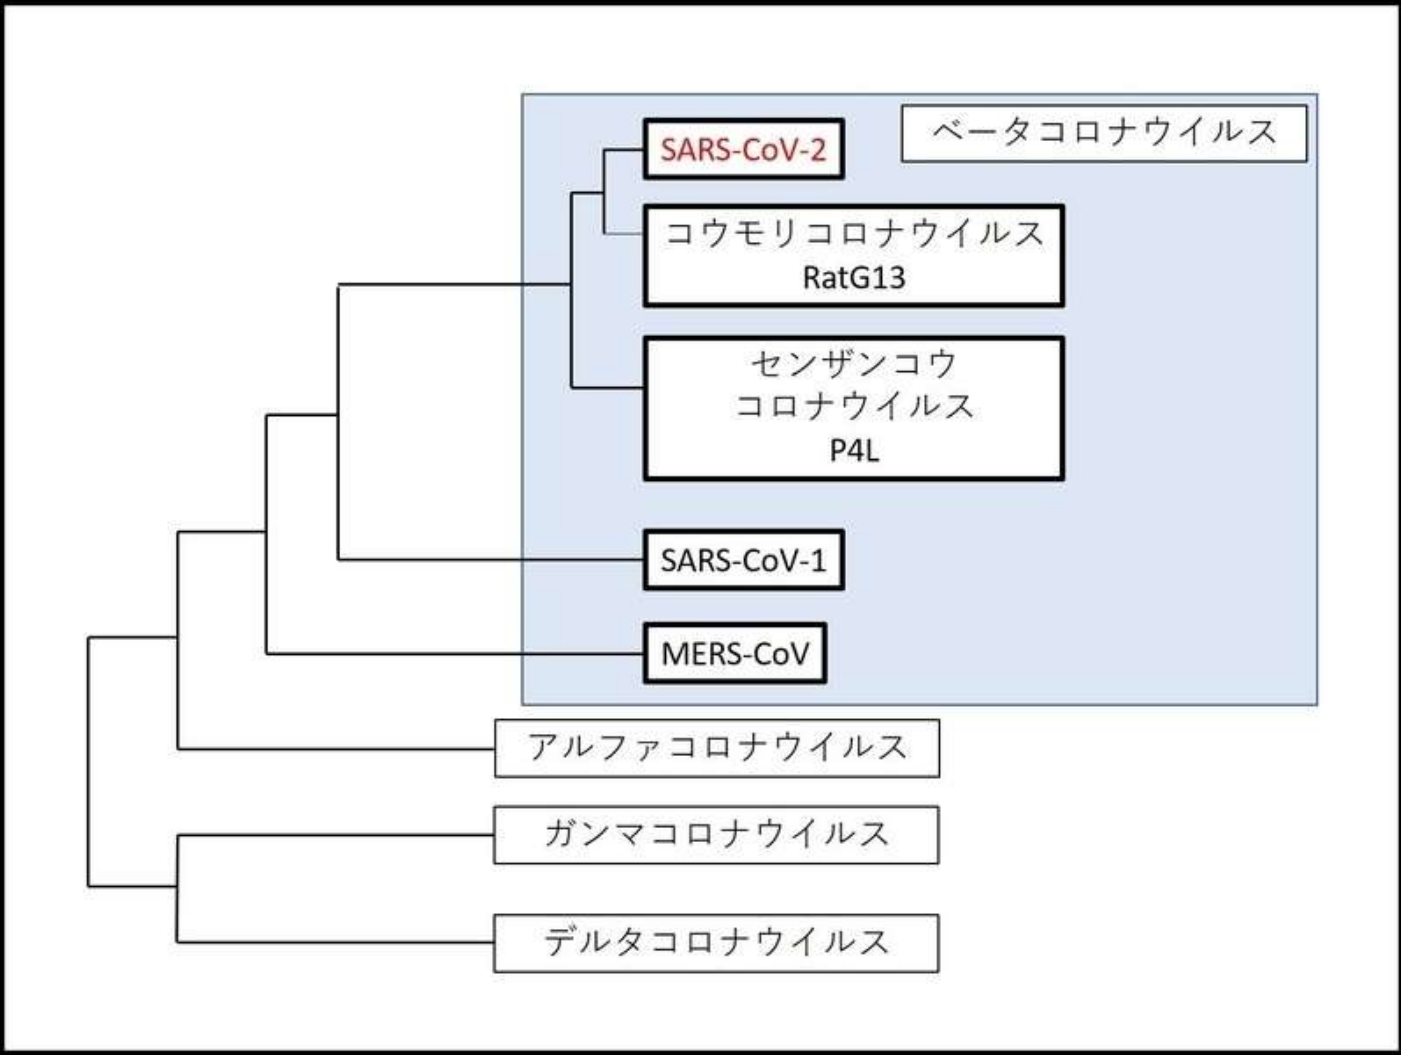 ベータコロナウイルス
SARS-CoV-2
コウモリコロナウイルス
RatG13
センザンコウ
コロナウイルス
P4L
SARS-CoV-1
MERS-CoV
アルファコロナウイルス
ガンマコロナウイルス
デルタコロナウイルス